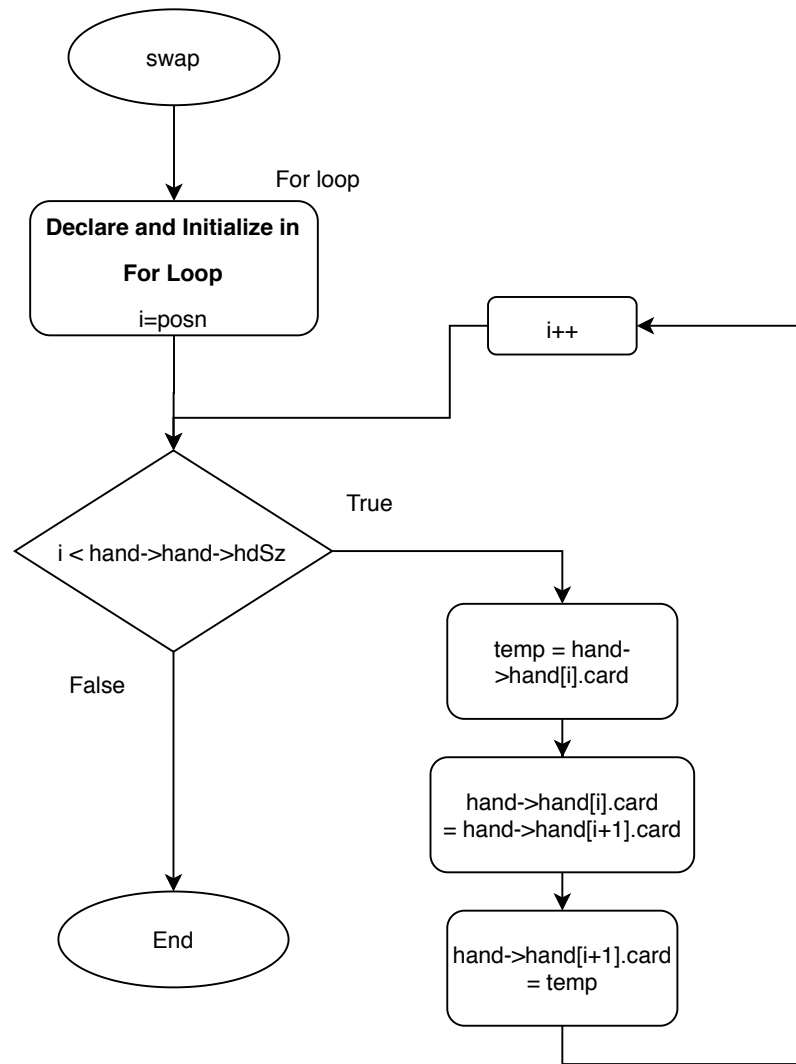 swap
For loop
Declare and Initialize in
For Loop
i=posn
i++
True
i < hand->hand->hdSz
temp = hand-
>hand[i].card
False
hand->hand[i].card
= hand->hand[i+1].card
End
hand->hand[i+1].card
= temp